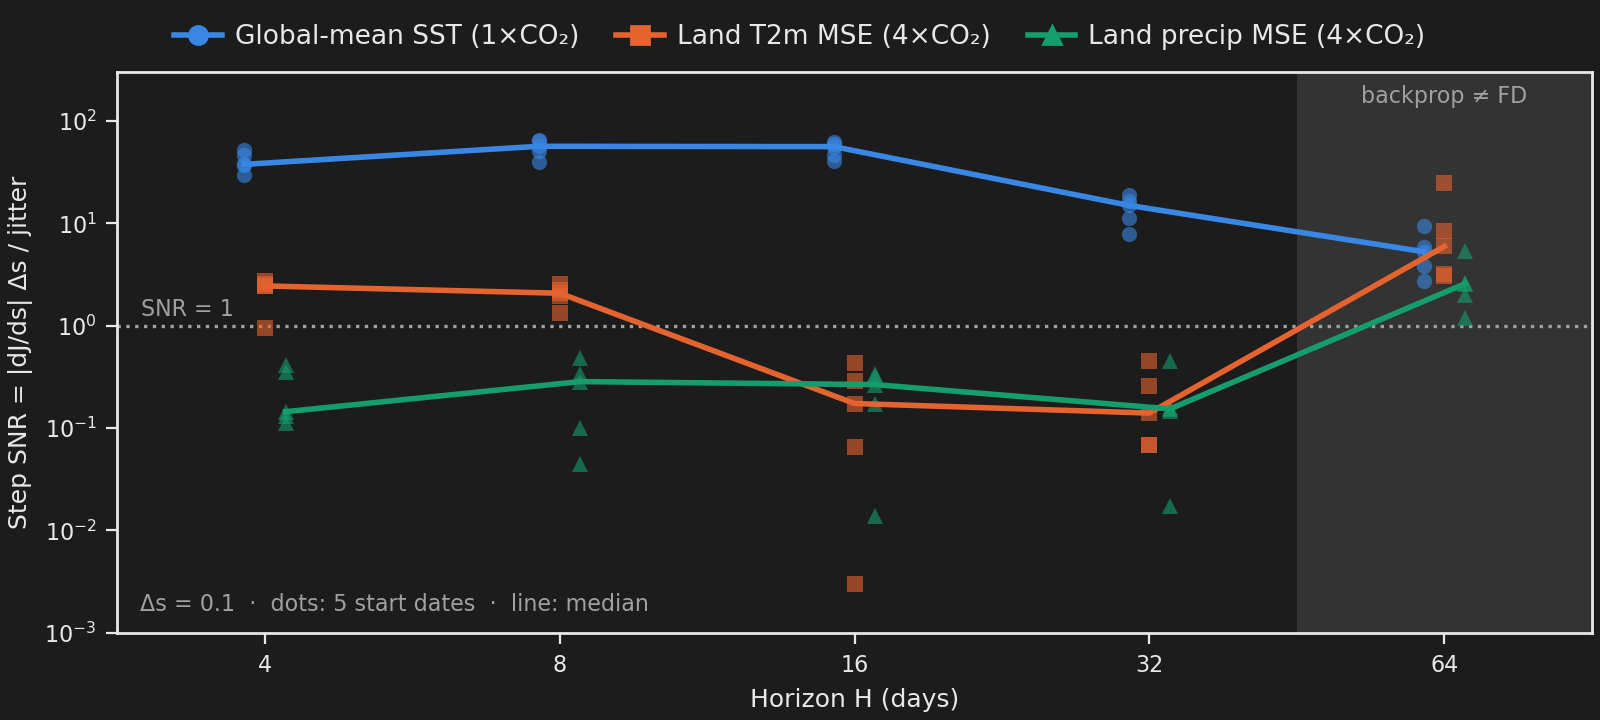 Global-mean SST (1×CO₂)
Land T2m MSE (4×CO₂)
Land precip MSE (4×CO₂)
backprop ≠ FD
Step SNR = |dJ/ds| Δs / jitter
10²
10¹
10⁰
10⁻¹
10⁻²
10⁻³
SNR = 1
Δs = 0.1 · dots: 5 start dates · line: median
4
8
16
32
64
Horizon H (days)